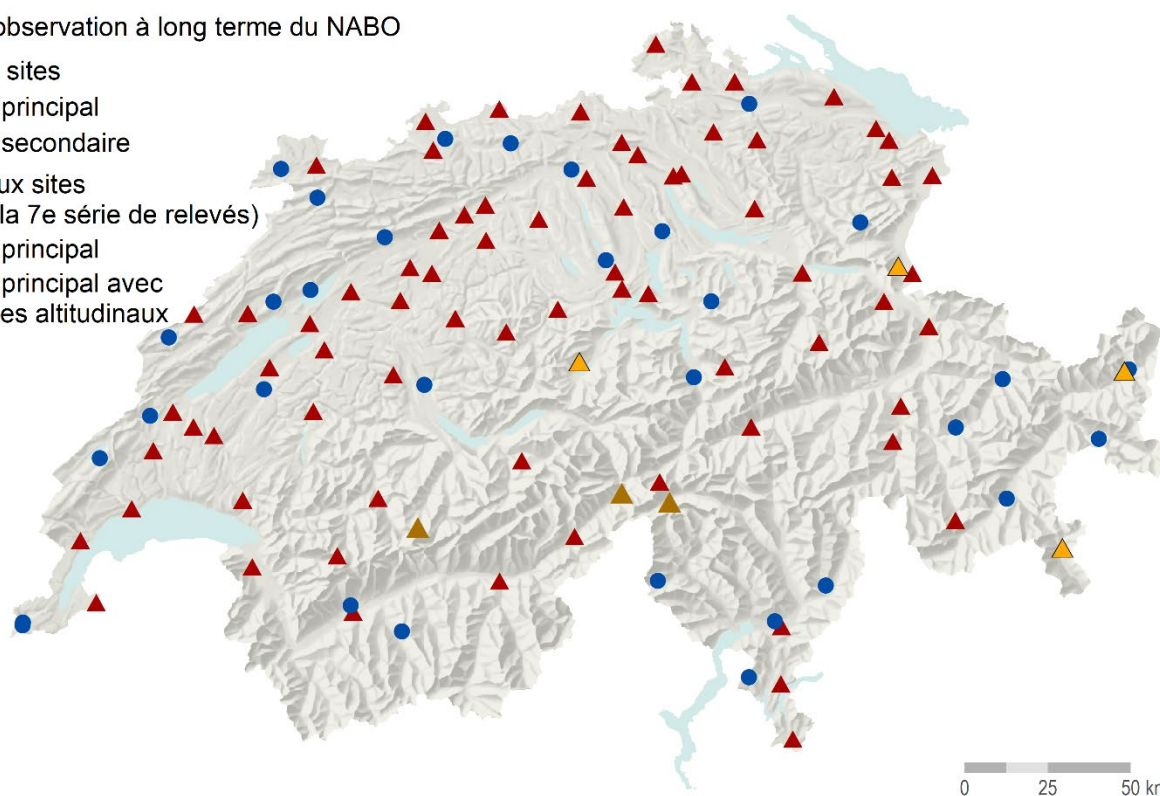 observation à long terme du NABO
sites
principal
secondaire
ux sites
la 7e série de relevés)
principal
principal avec
es altitudinaux
0 25 50 km